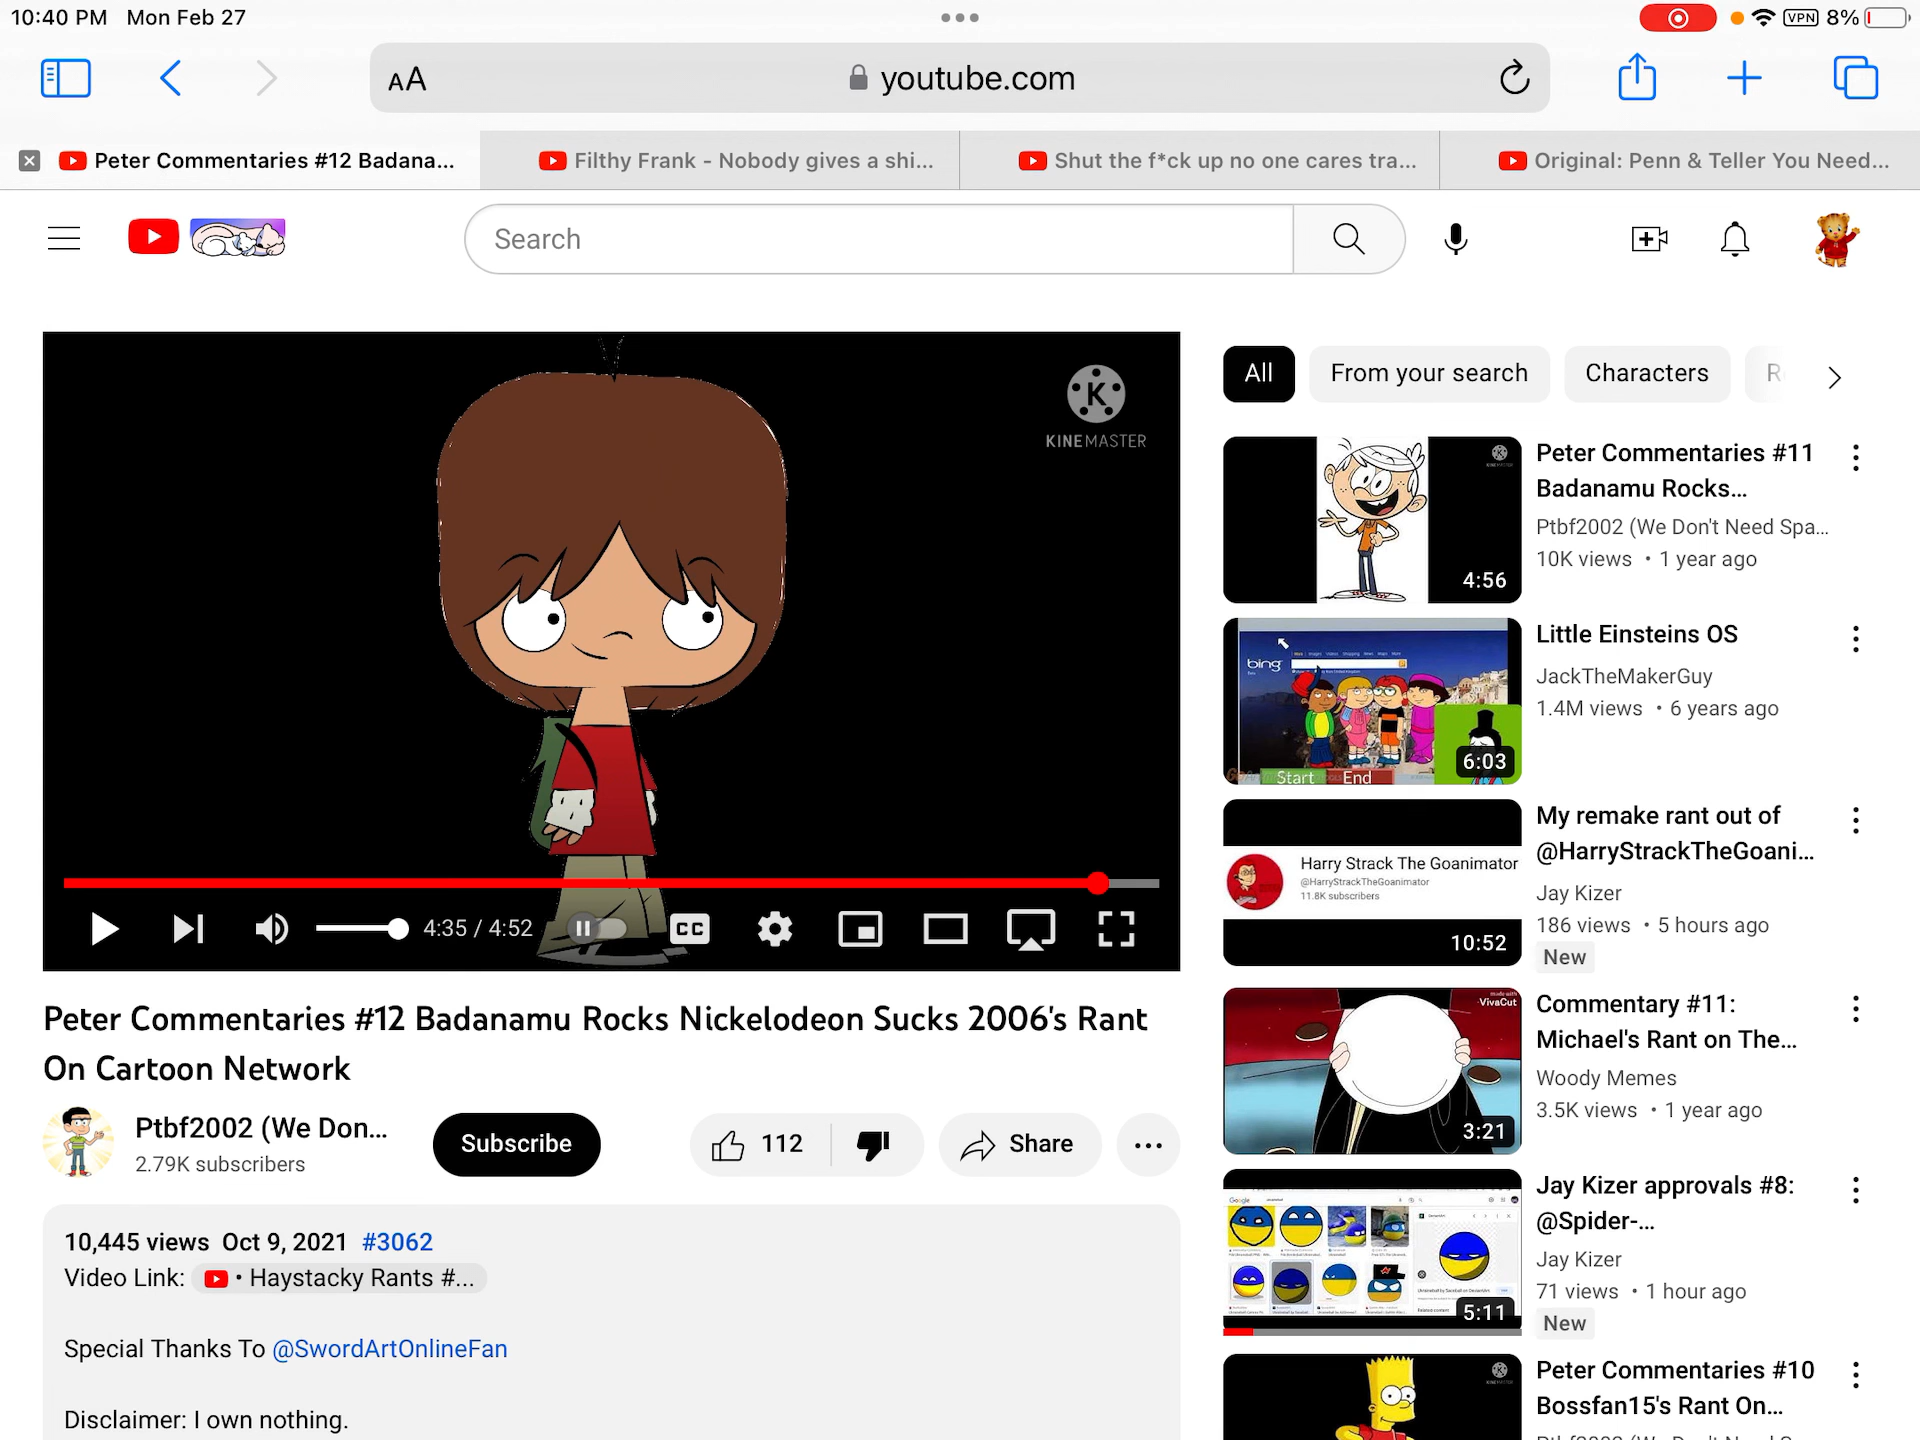 10:40 PM Mon Feb 27
VPN 8%
AA
youtube.com
Peter Commentaries #12 Badana...
Filthy Frank - Nobody gives a shi...
Shut the f*ck up no one cares tra...
Original: Penn & Teller You Need...
Search
K
KINEMASTER
4:35 / 4:52
CC
Peter Commentaries #12 Badanamu Rocks Nickelodeon Sucks 2006's Rant
On Cartoon Network
Ptbf2002 (We Don...
2.79K subscribers
Subscribe
112
Share
10,445 views Oct 9, 2021 #3062
Video Link: • Haystacky Rants #...
Special Thanks To @SwordArtOnlineFan
Disclaimer: I own nothing.
All
From your search
Characters
4:56
Peter Commentaries #11
Badanamu Rocks...
Ptbf2002 (We Don't Need Spa...
10K views • 1 year ago
bing
Start
End
6:03
Little Einsteins OS
JackTheMakerGuy
1.4M views • 6 years ago
Harry Strack The Goanimator
@HarryStrackTheGoanimator
11.8K subscribers
10:52
My remake rant out of
@HarryStrackTheGoani...
Jay Kizer
186 views • 5 hours ago
New
made with
VivaCut
3:21
Commentary #11:
Michael's Rant on The...
Woody Memes
3.5K views • 1 year ago
Google
5:11
Jay Kizer approvals #8:
@Spider-...
Jay Kizer
71 views • 1 hour ago
New
Peter Commentaries #10
Bossfan15's Rant On...